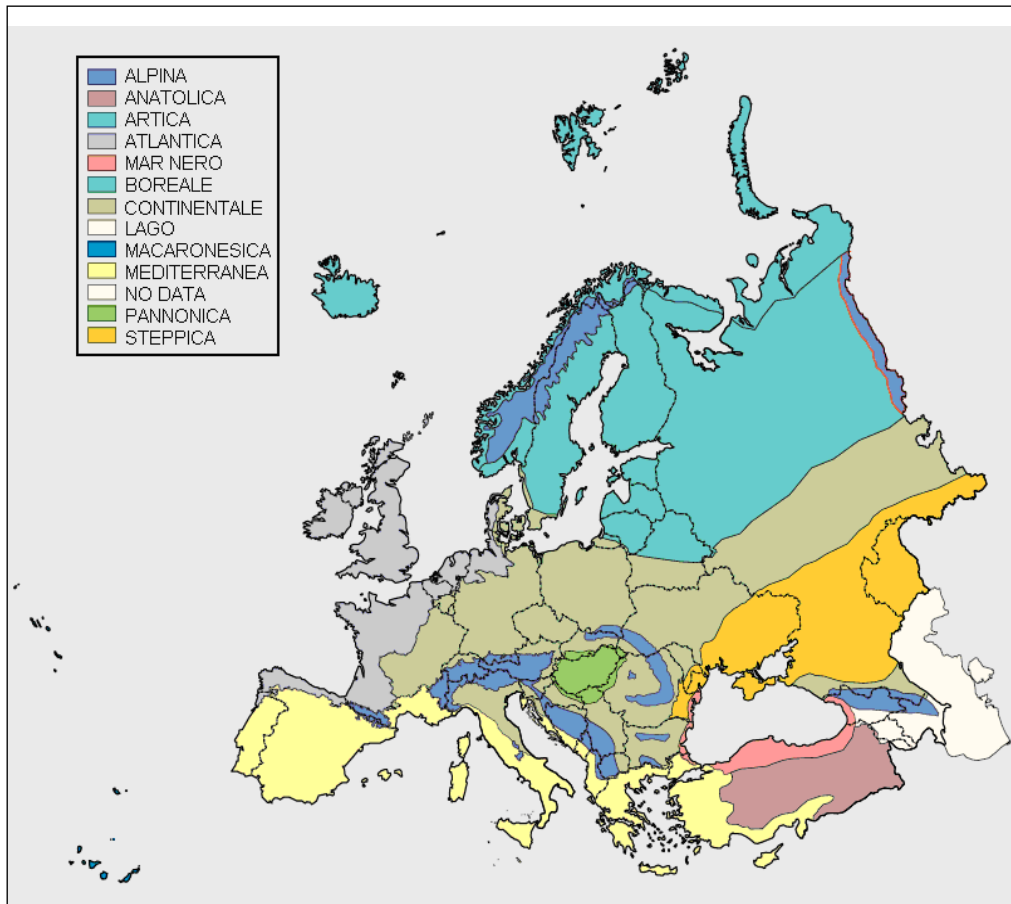 ALPINA
ANATOLICA
ARTICA
ATLANTICA
MAR NERO
BOREALE
CONTINENTALE
LAGO
MACARONESICA
MEDITERRANEA
NO DATA
PANNONICA
STEPPICA